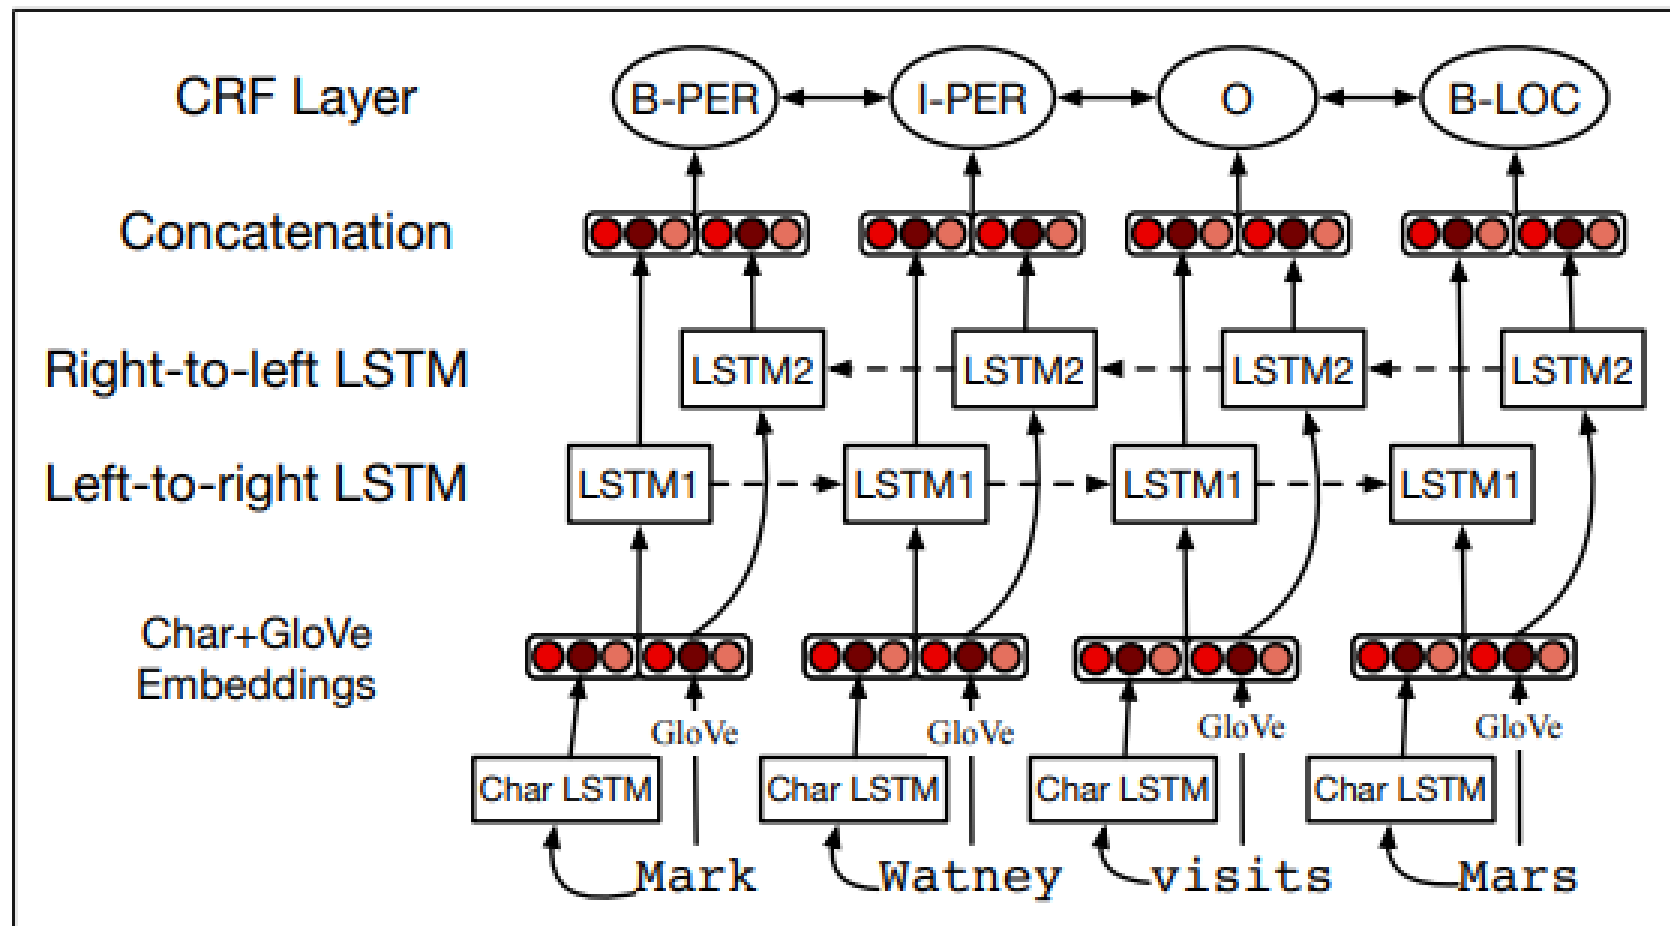 CRF Layer B-PER I-PER O B-LOC
Concatenation
Right-to-left LSTM LSTM2 LSTM2 LSTM2 LSTM2
Left-to-right LSTM LSTM1 LSTM1 LSTM1 LSTM1
Char+GloVe
Embeddings
GloVe GloVe GloVe GloVe
Char LSTM Char LSTM Char LSTM Char LSTM
Mark Watney visits Mars